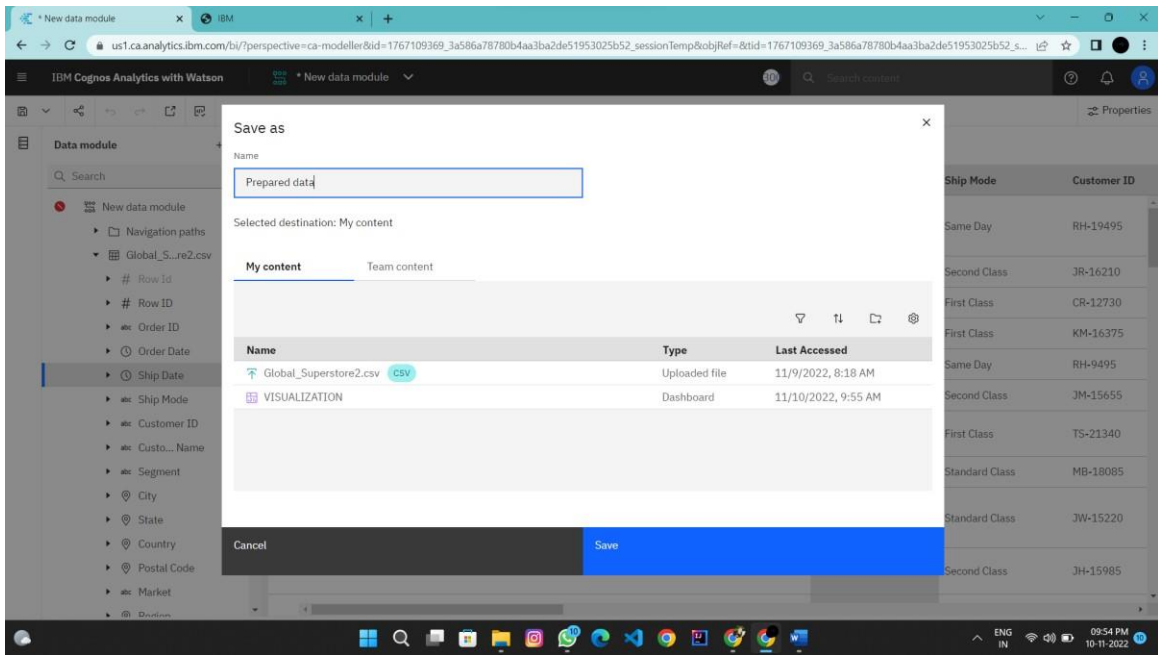 * New data module
IBM
us1.ca.analytics.ibm.com/bi/?perspective=ca-modeller&id=1767109369_3a586a78780b4aa3ba2de51953025b52_sessionTemp&objRef=&tid=1767109369_3a586a78780b4aa3ba2de51953025b52_s...
IBM Cognos Analytics with Watson
* New data module
Search content
Properties
Data module
Search
New data module
Navigation paths
Global_S...re2.csv
# Row Id
# Row ID
abc Order ID
Order Date
Ship Date
abc Ship Mode
abc Customer ID
abc Custo... Name
abc Segment
City
State
Country
Postal Code
abc Market
Region
Save as
Name
Prepared data
Selected destination: My content
My content Team content
Name Type Last Accessed
Global_Superstore2.csv CSV Uploaded file 11/9/2022, 8:18 AM
VISUALIZATION Dashboard 11/10/2022, 9:55 AM
Cancel Save
Ship Mode Customer ID
Same Day RH-19495
Second Class JR-16210
First Class CR-12730
First Class KM-16375
Same Day RH-9495
Second Class JM-15655
First Class TS-21340
Standard Class MB-18085
Standard Class JW-15220
Second Class JH-15985
ENG 09:54 PM
IN 10-11-2022